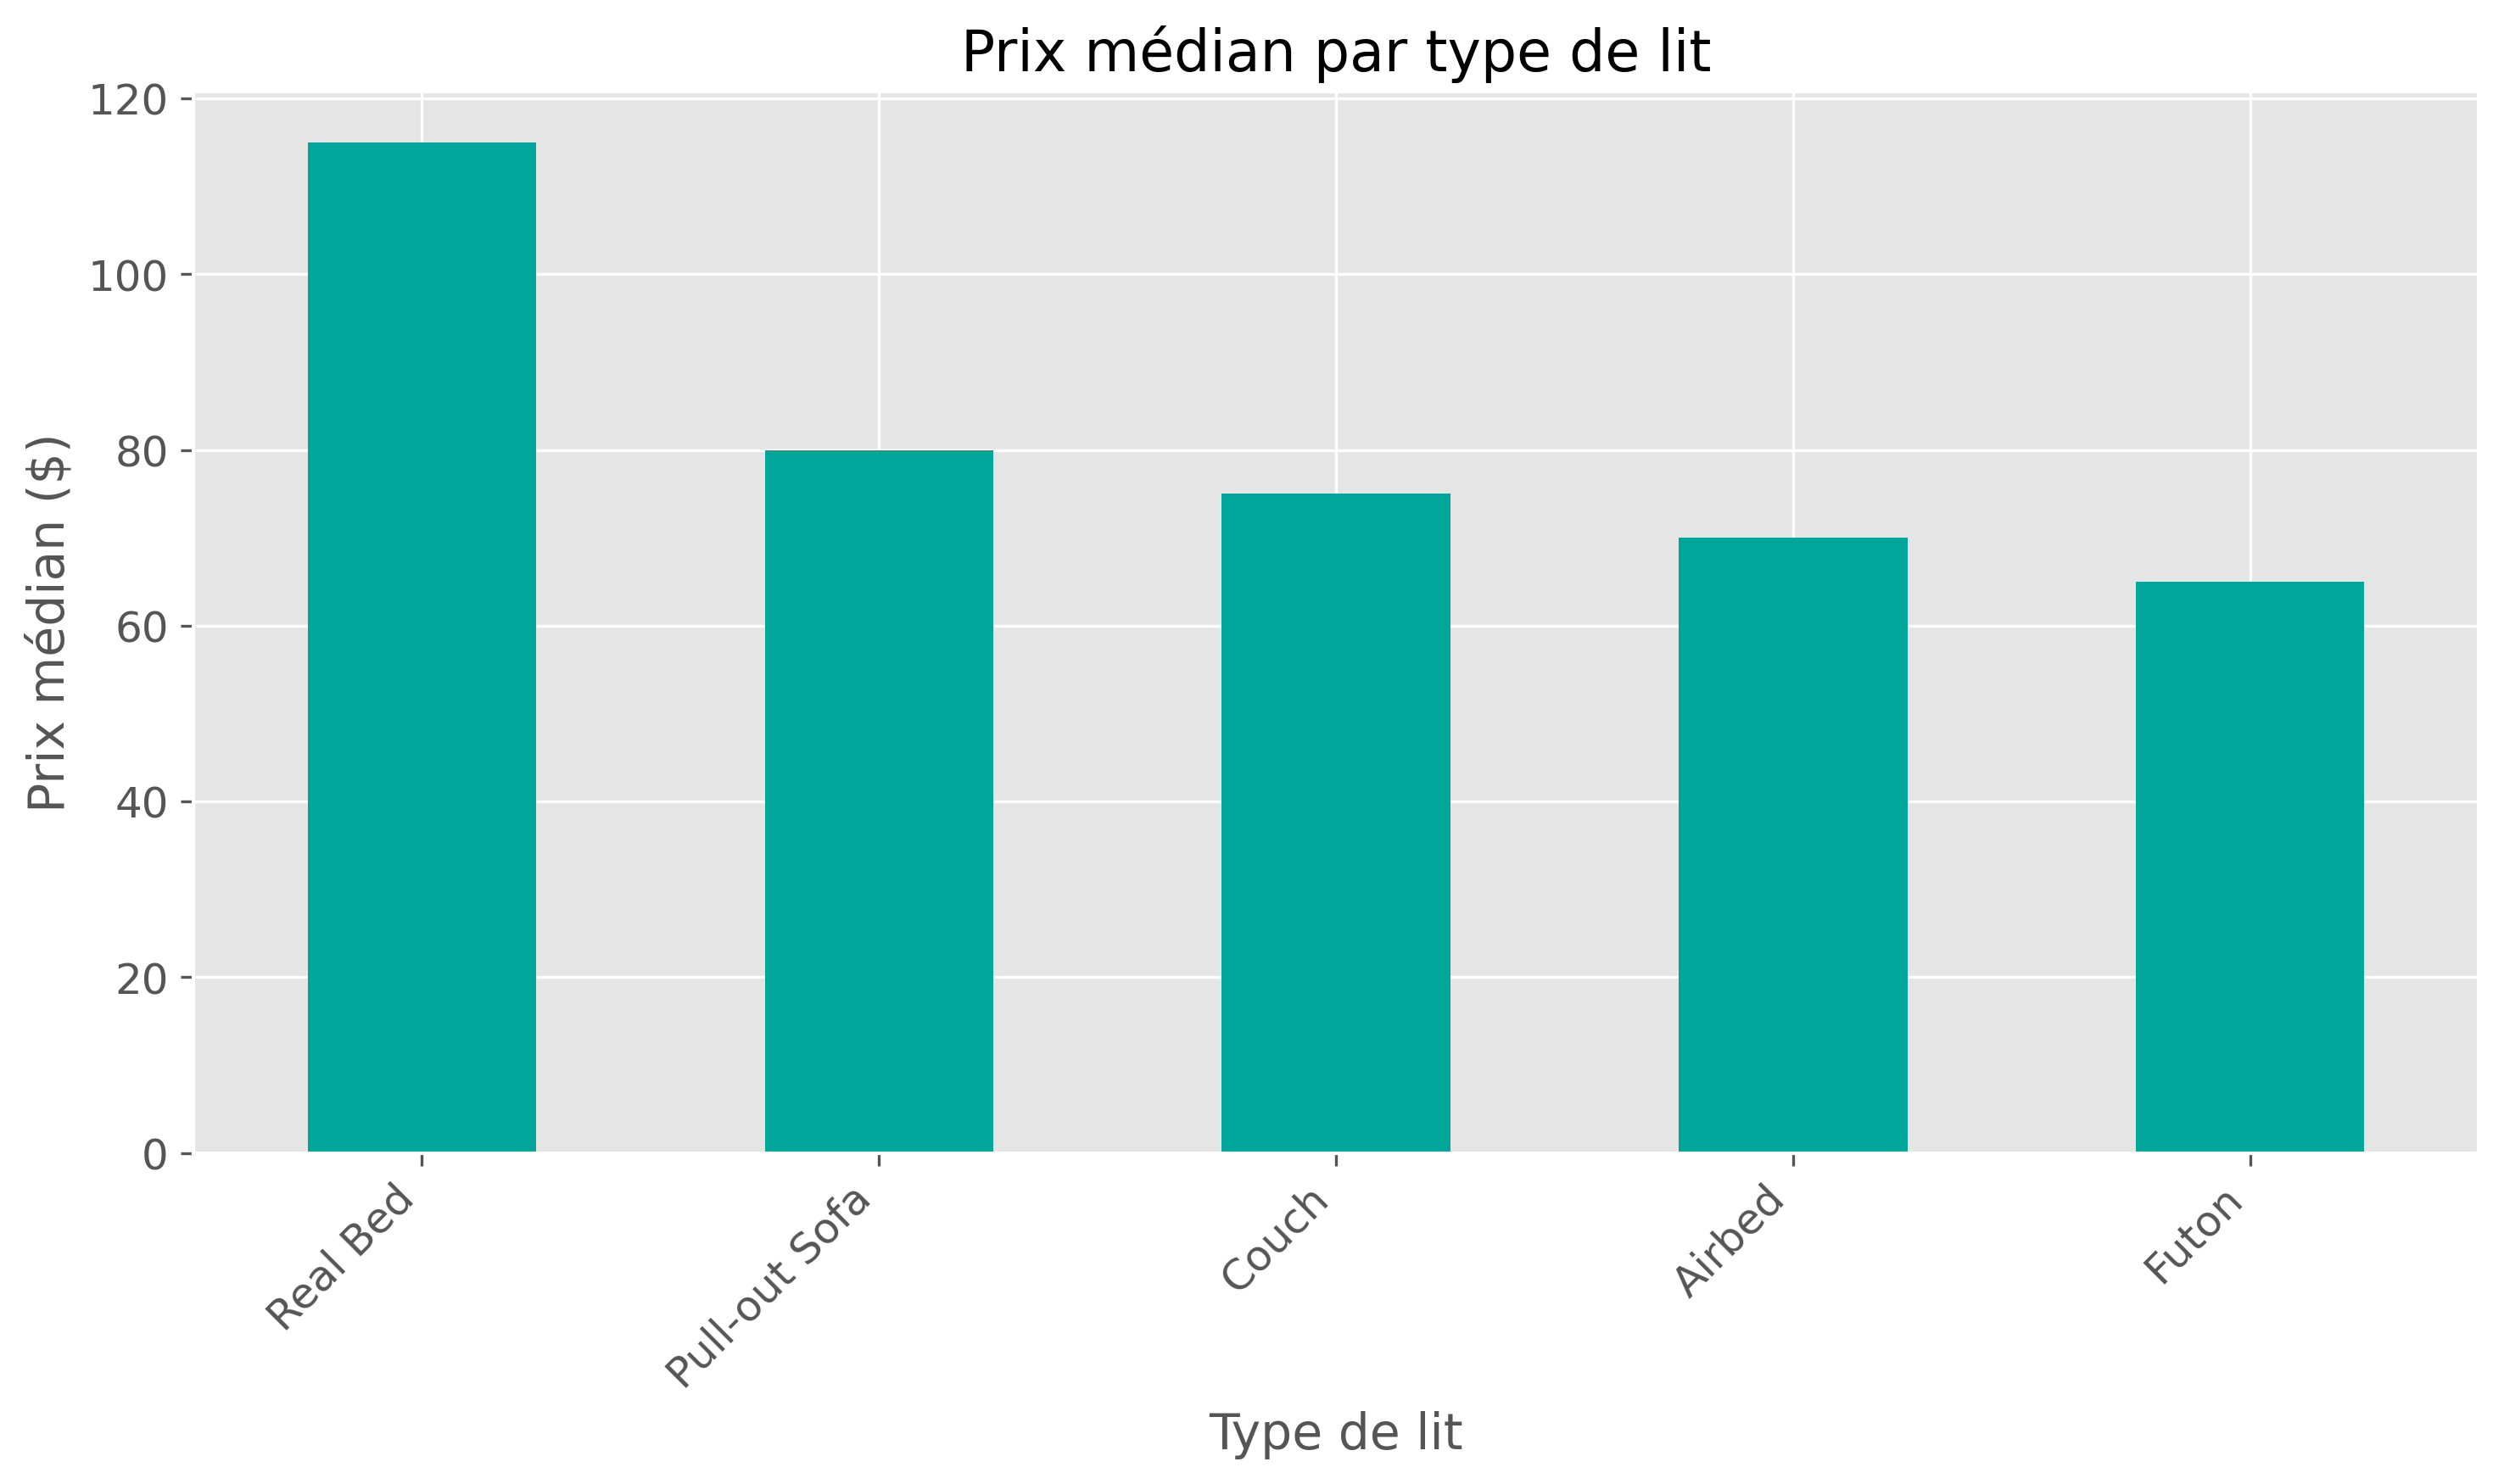 Prix médian par type de lit
Prix médian ($)
120
100
80
60
40
20
0
Real Bed
Pull-out Sofa
Couch
Airbed
Futon
Type de lit